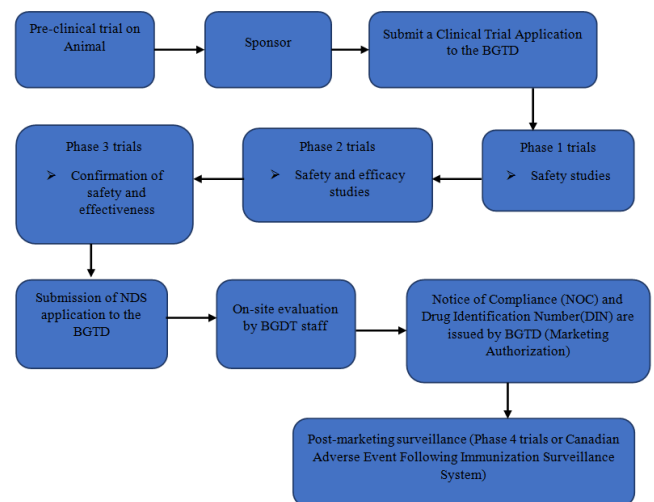 Pre-clinical trial on
Animal
Sponsor
Submit a Clinical Trial Application
to the BGTD
Phase 1 trials
➢ Safety studies
Phase 2 trials
➢ Safety and efficacy
studies
Phase 3 trials
➢ Confirmation of
safety and
effectiveness
Submission of NDS
application to the
BGTD
On-site evaluation
by BGDT staff
Notice of Compliance (NOC) and
Drug Identification Number(DIN) are
issued by BGTD (Marketing
Authorization)
Post-marketing surveillance (Phase 4 trials or Canadian
Adverse Event Following Immunization Surveillance
System)